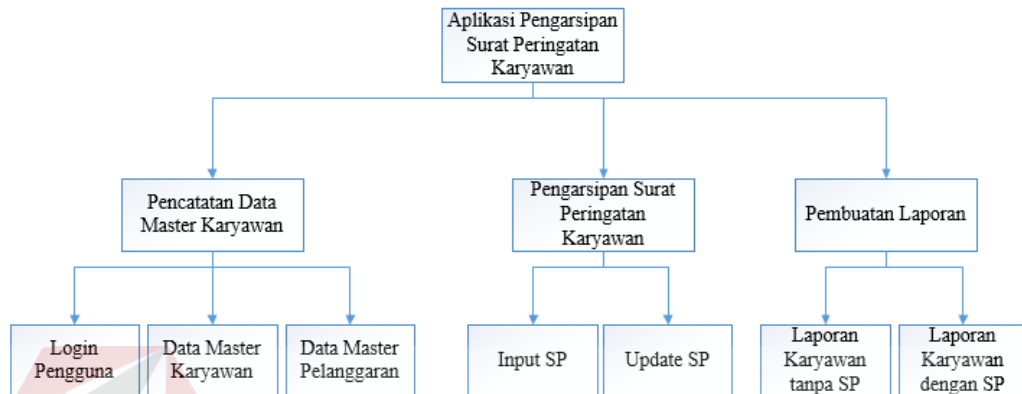 Aplikasi Pengarsipan
Surat Peringatan
Karyawan
Pencatatan Data
Master Karyawan
Pengarsipan Surat
Peringatan
Karyawan
Pembuatan Laporan
Login
Pengguna
Data Master
Karyawan
Data Master
Pelanggaran
Input SP
Update SP
Laporan
Karyawan
tanpa SP
Laporan
Karyawan
dengan SP